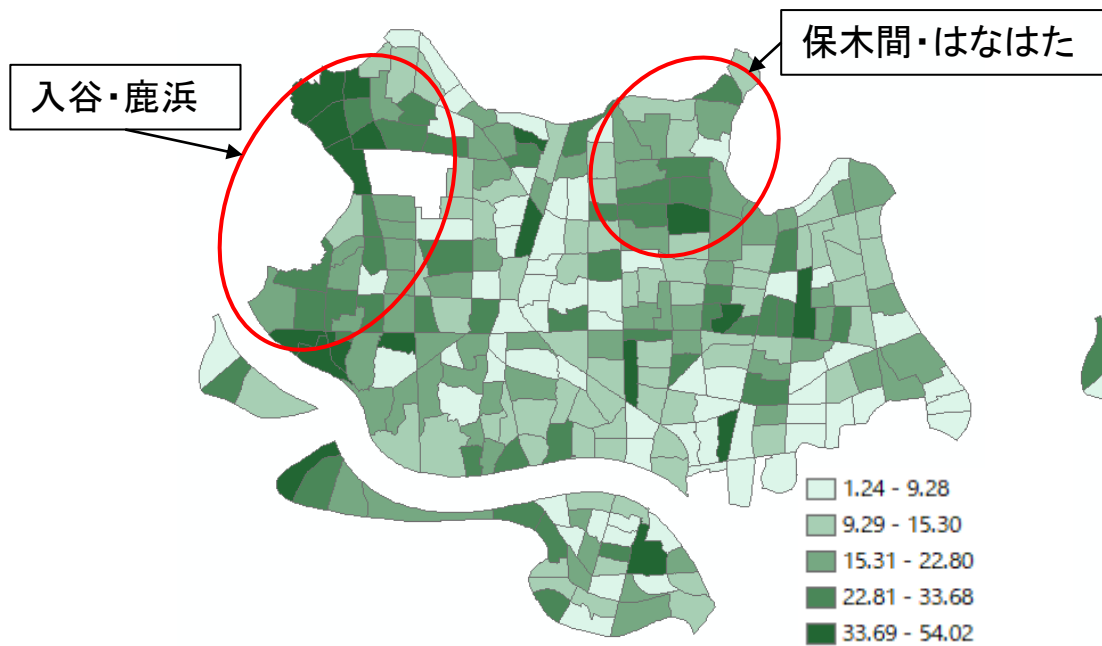 保木間・はなはた
入谷・鹿浜
1.24 - 9.28
9.29 - 15.30
15.31 - 22.80
22.81 - 33.68
33.69 - 54.02